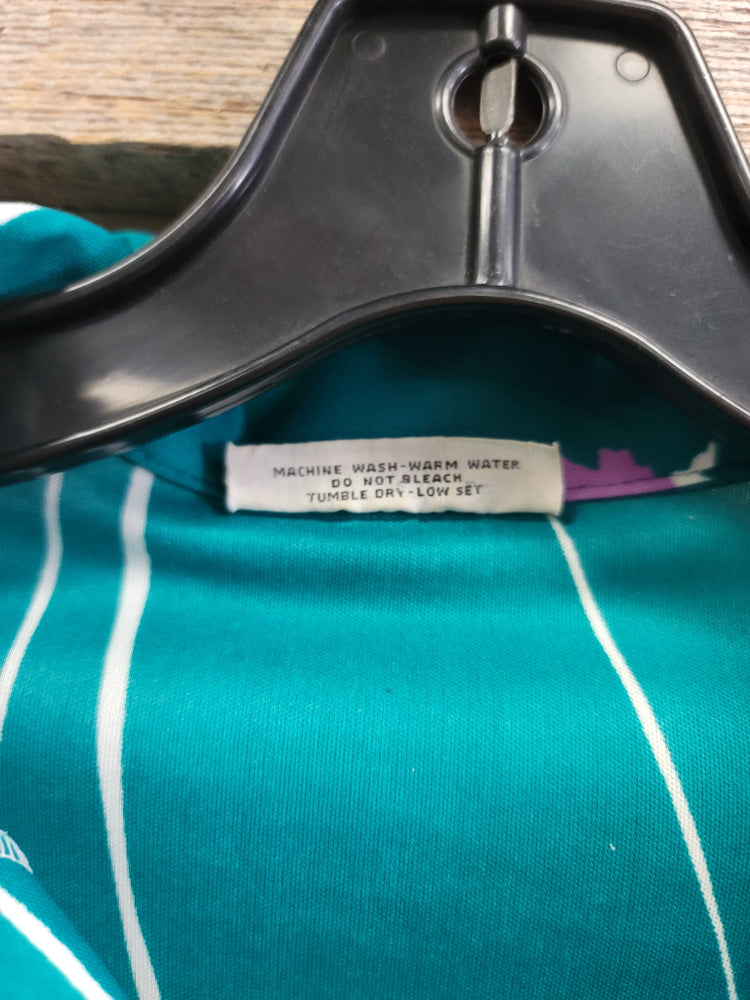 MACHINE WASH-WARM WATER
DO NOT BLEACH
TUMBLE DRY-LOW SET